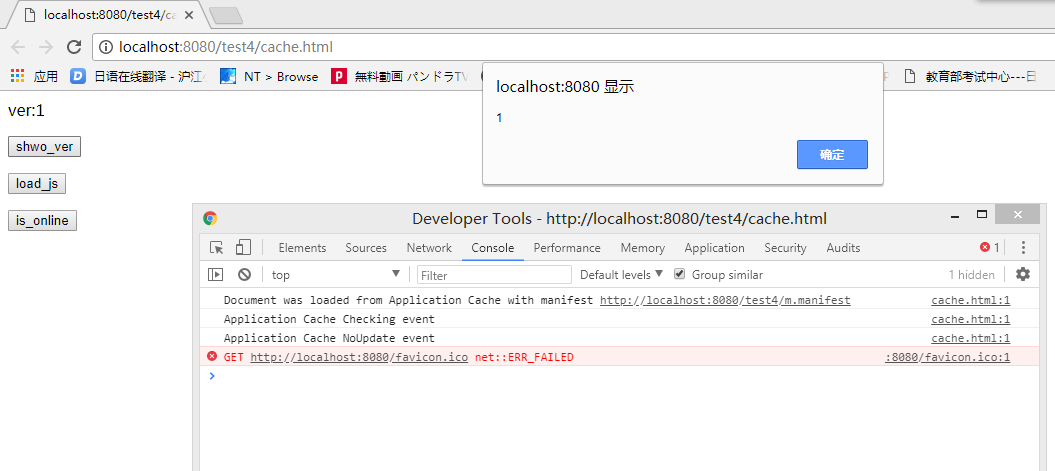 localhost:8080/test4/ca
localhost:8080/test4/cache.html
应用 日语在线翻译 - 沪江 NT > Browse 無料動画 パンドラTV 教育部考试中心---日
localhost:8080 显示
1
确定
ver:1
shwo_ver
load_js
is_online
Developer Tools - http://localhost:8080/test4/cache.html
Elements Sources Network Console Performance Memory Application Security Audits 1
top Filter Default levels Group similar 1 hidden
Document was loaded from Application Cache with manifest http://localhost:8080/test4/m.manifest cache.html:1
Application Cache Checking event cache.html:1
Application Cache NoUpdate event cache.html:1
GET http://localhost:8080/favicon.ico net::ERR_FAILED :8080/favicon.ico:1